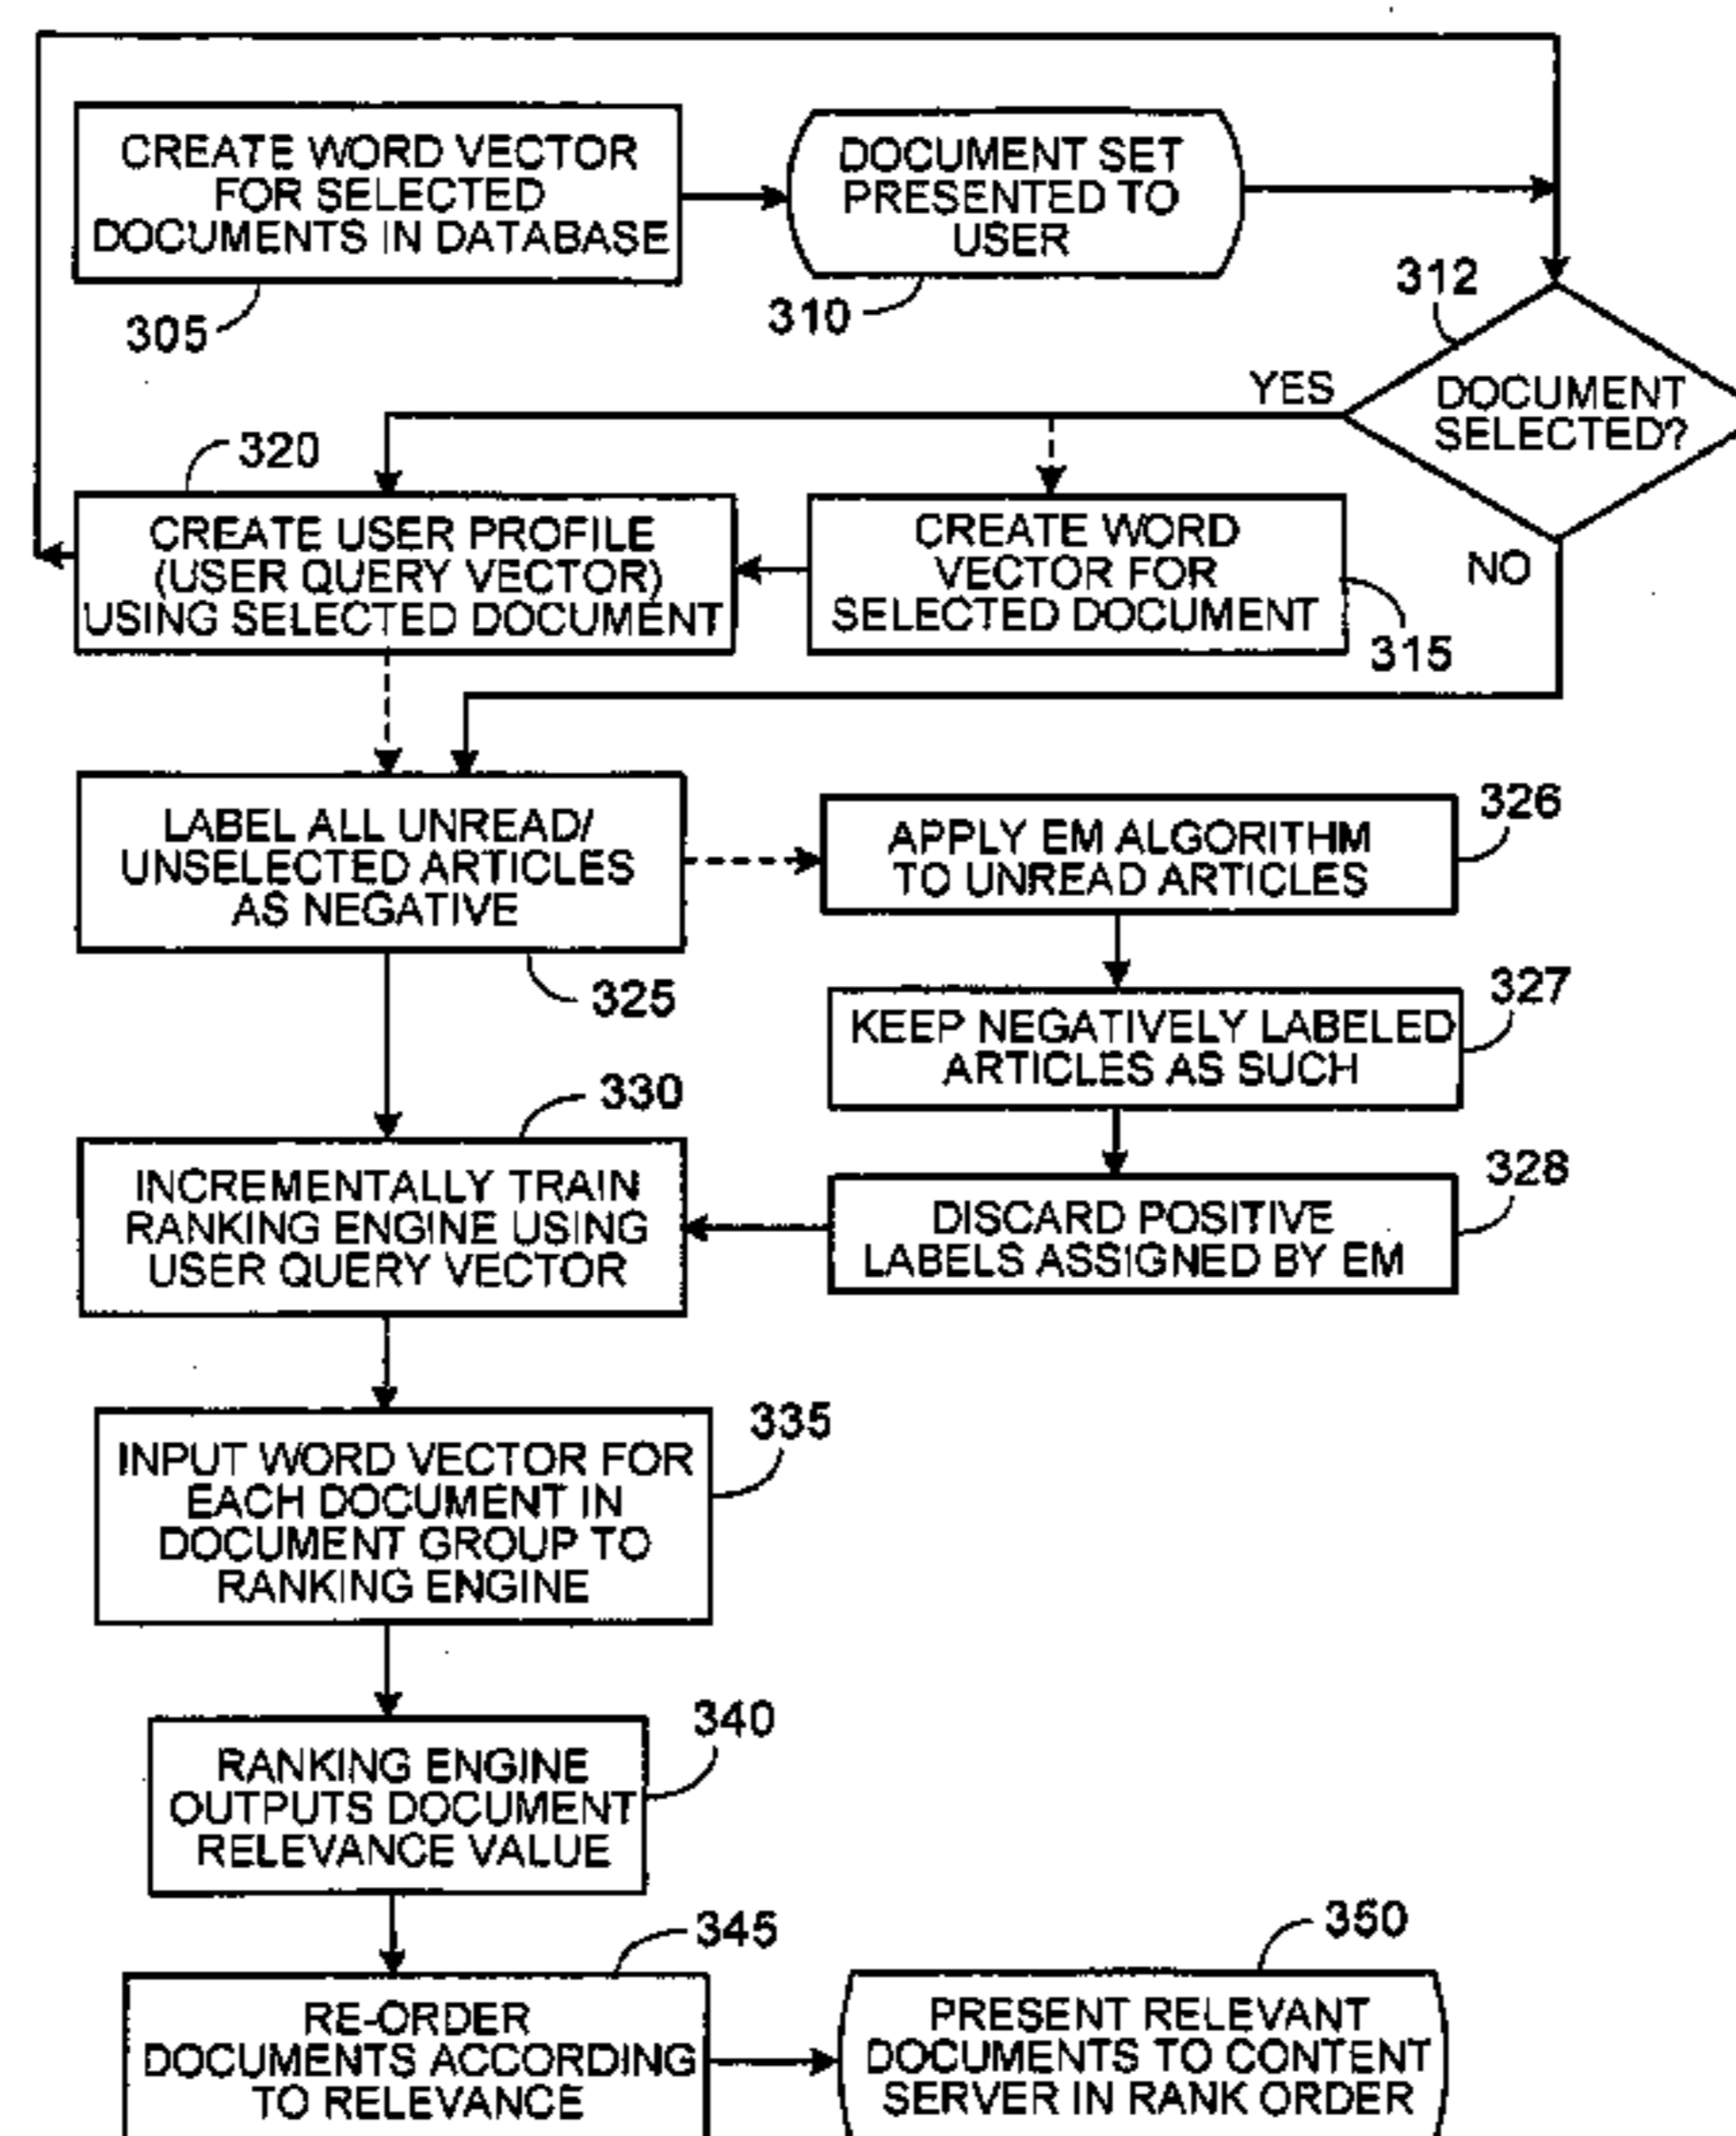 CREATE WORD VECTOR
FOR SELECTED
DOCUMENTS IN DATABASE
305
DOCUMENT SET
PRESENTED TO
USER
310
312
DOCUMENT
SELECTED?
YES
NO
320
CREATE USER PROFILE
(USER QUERY VECTOR)
USING SELECTED DOCUMENT
CREATE WORD
VECTOR FOR
SELECTED DOCUMENT
315
LABEL ALL UNREAD/
UNSELECTED ARTICLES
AS NEGATIVE
325
APPLY EM ALGORITHM
TO UNREAD ARTICLES
326
KEEP NEGATIVELY LABELED
ARTICLES AS SUCH
327
DISCARD POSITIVE
LABELS ASSIGNED BY EM
328
330
INCREMENTALLY TRAIN
RANKING ENGINE USING
USER QUERY VECTOR
335
INPUT WORD VECTOR FOR
EACH DOCUMENT IN
DOCUMENT GROUP TO
RANKING ENGINE
340
RANKING ENGINE
OUTPUTS DOCUMENT
RELEVANCE VALUE
345
RE-ORDER
DOCUMENTS ACCORDING
TO RELEVANCE
350
PRESENT RELEVANT
DOCUMENTS TO CONTENT
SERVER IN RANK ORDER